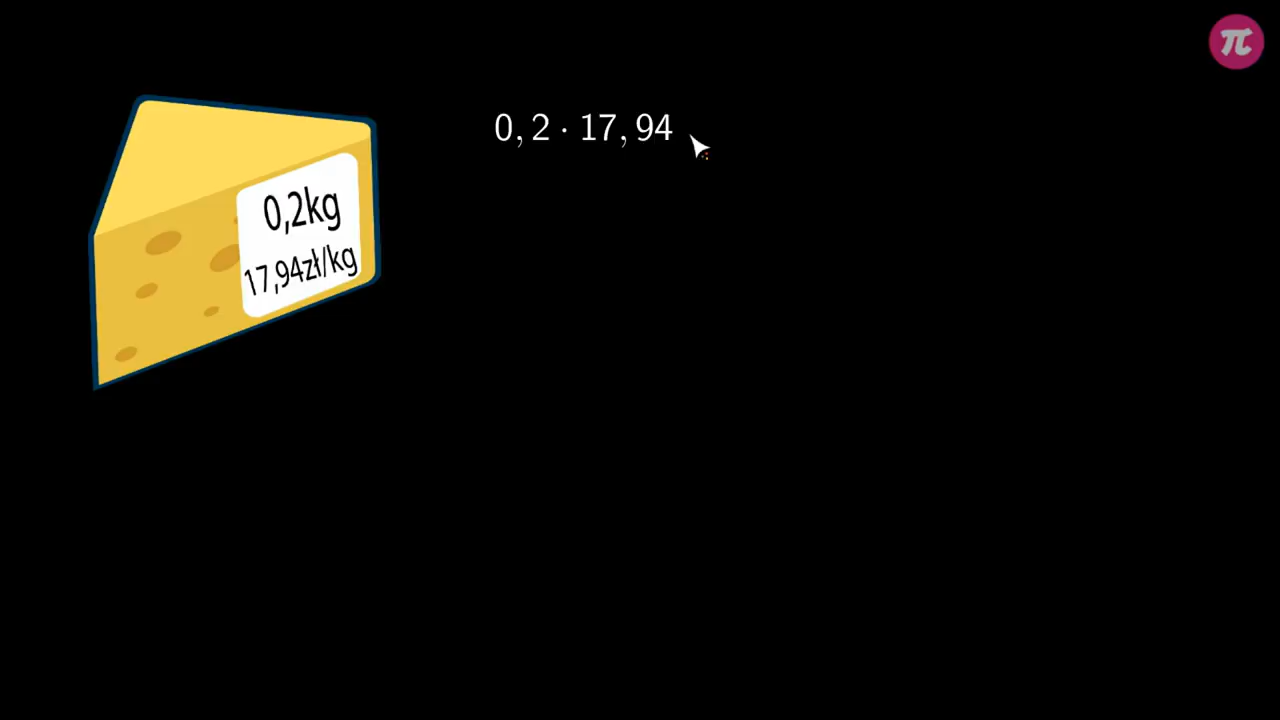 π
0, 2 · 17, 94
0,2kg
17,94zł/kg